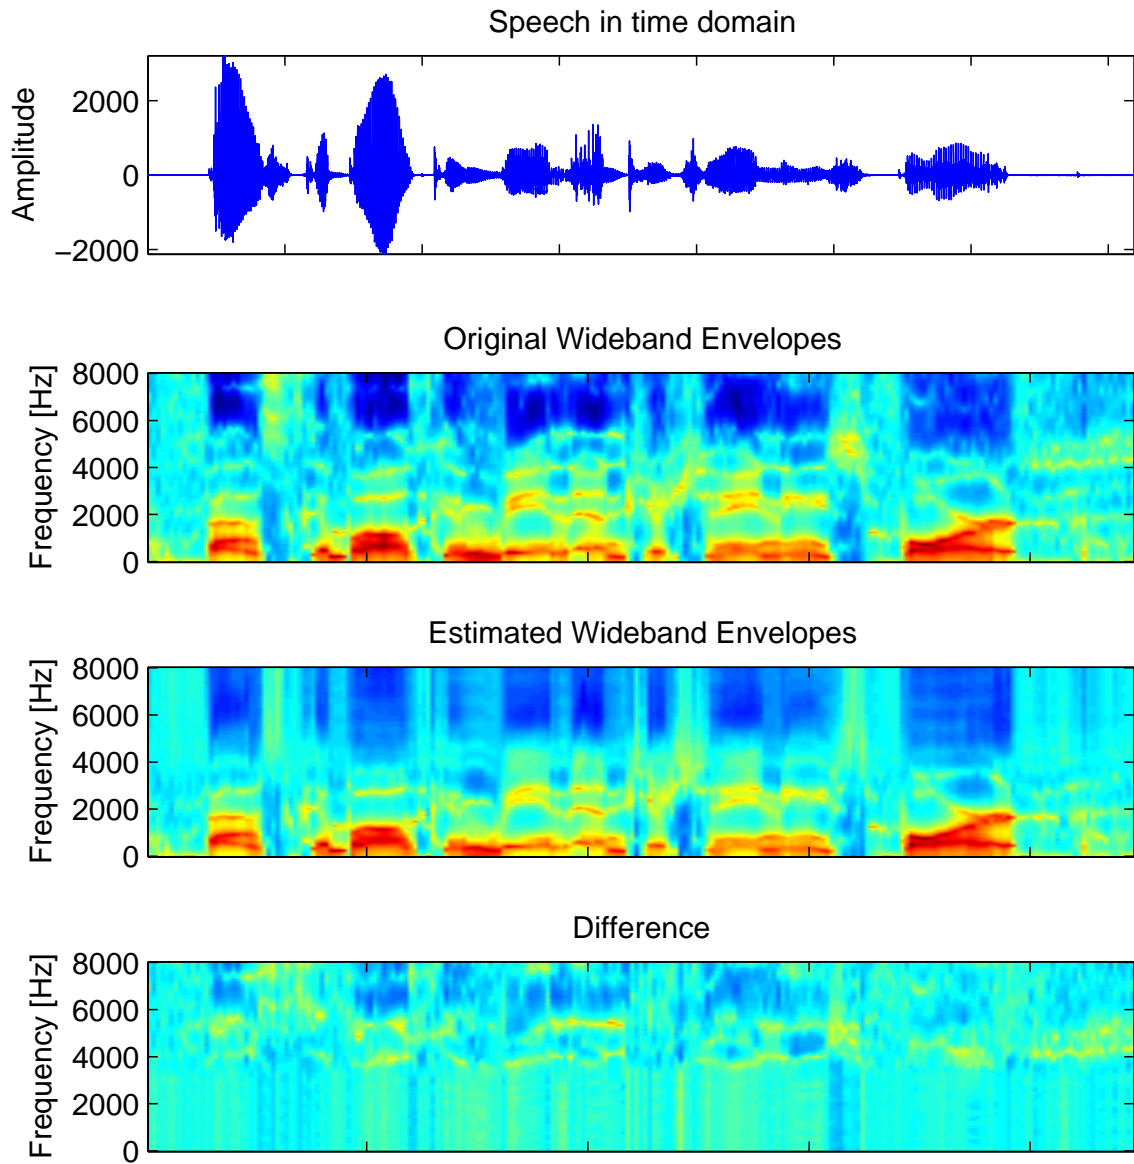 Speech in time domain
Amplitude
2000
0
−2000
Original Wideband Envelopes
Frequency [Hz]
8000
6000
4000
2000
0
Estimated Wideband Envelopes
Frequency [Hz]
8000
6000
4000
2000
0
Difference
Frequency [Hz]
8000
6000
4000
2000
0